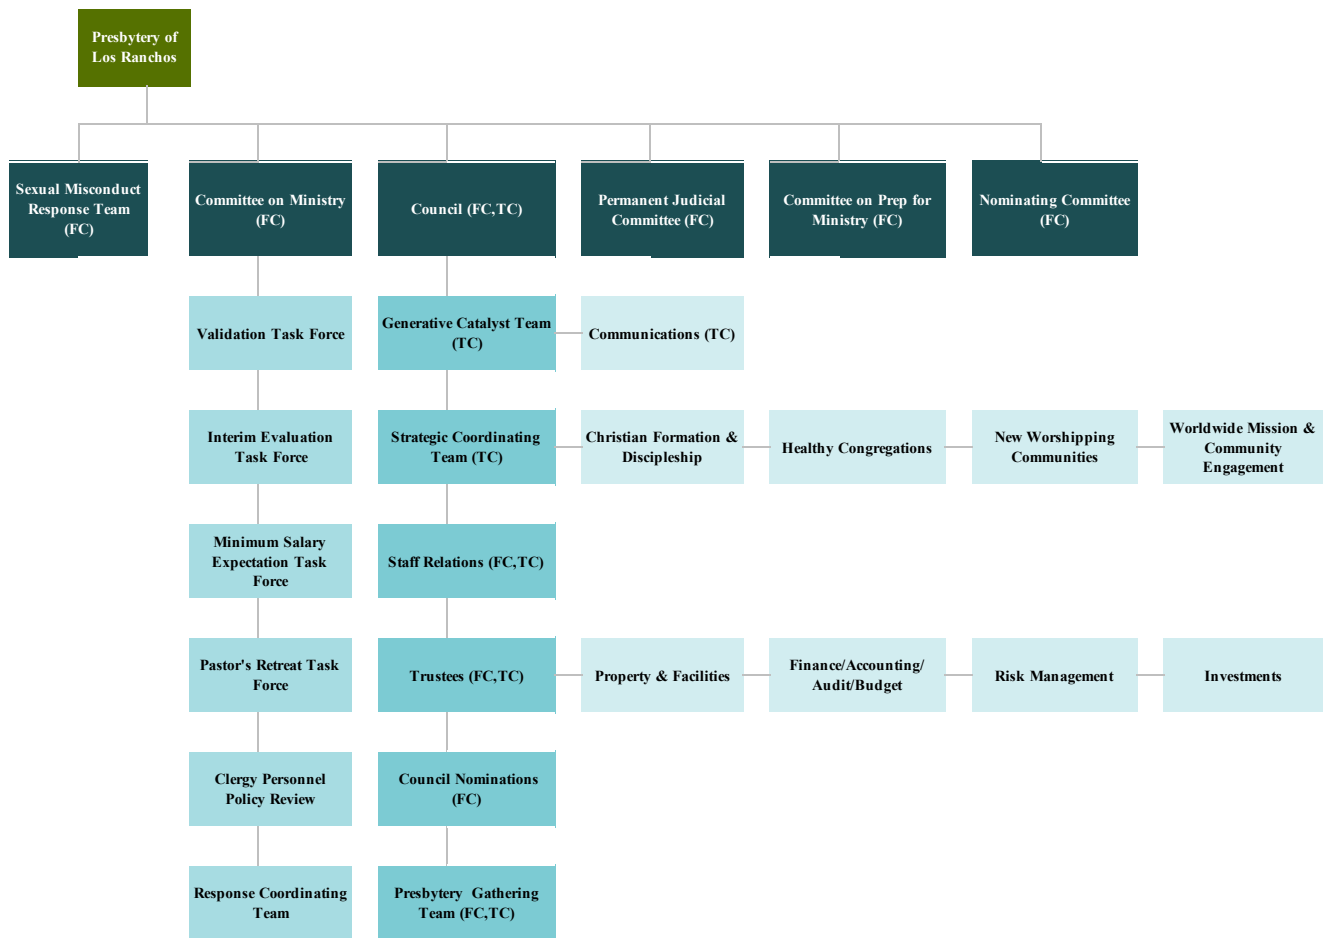 Presbytery of
Los Ranchos
Sexual Misconduct
Response Team
(FC)
Committee on Ministry
(FC)
Council (FC,TC)
Permanent Judicial
Committee (FC)
Committee on Prep for
Ministry (FC)
Nominating Committee
(FC)
Validation Task Force
Generative Catalyst Team
(TC)
Communications (TC)
Interim Evaluation
Task Force
Strategic Coordinating
Team (TC)
Christian Formation &
Discipleship
Healthy Congregations
New Worshipping
Communities
Worldwide Mission &
Community
Engagement
Minimum Salary
Expectation Task
Force
Staff Relations (FC,TC)
Pastor's Retreat Task
Force
Trustees (FC,TC)
Property & Facilities
Finance/Accounting/
Audit/Budget
Risk Management
Investments
Clergy Personnel
Policy Review
Council Nominations
(FC)
Response Coordinating
Team
Presbytery Gathering
Team (FC,TC)